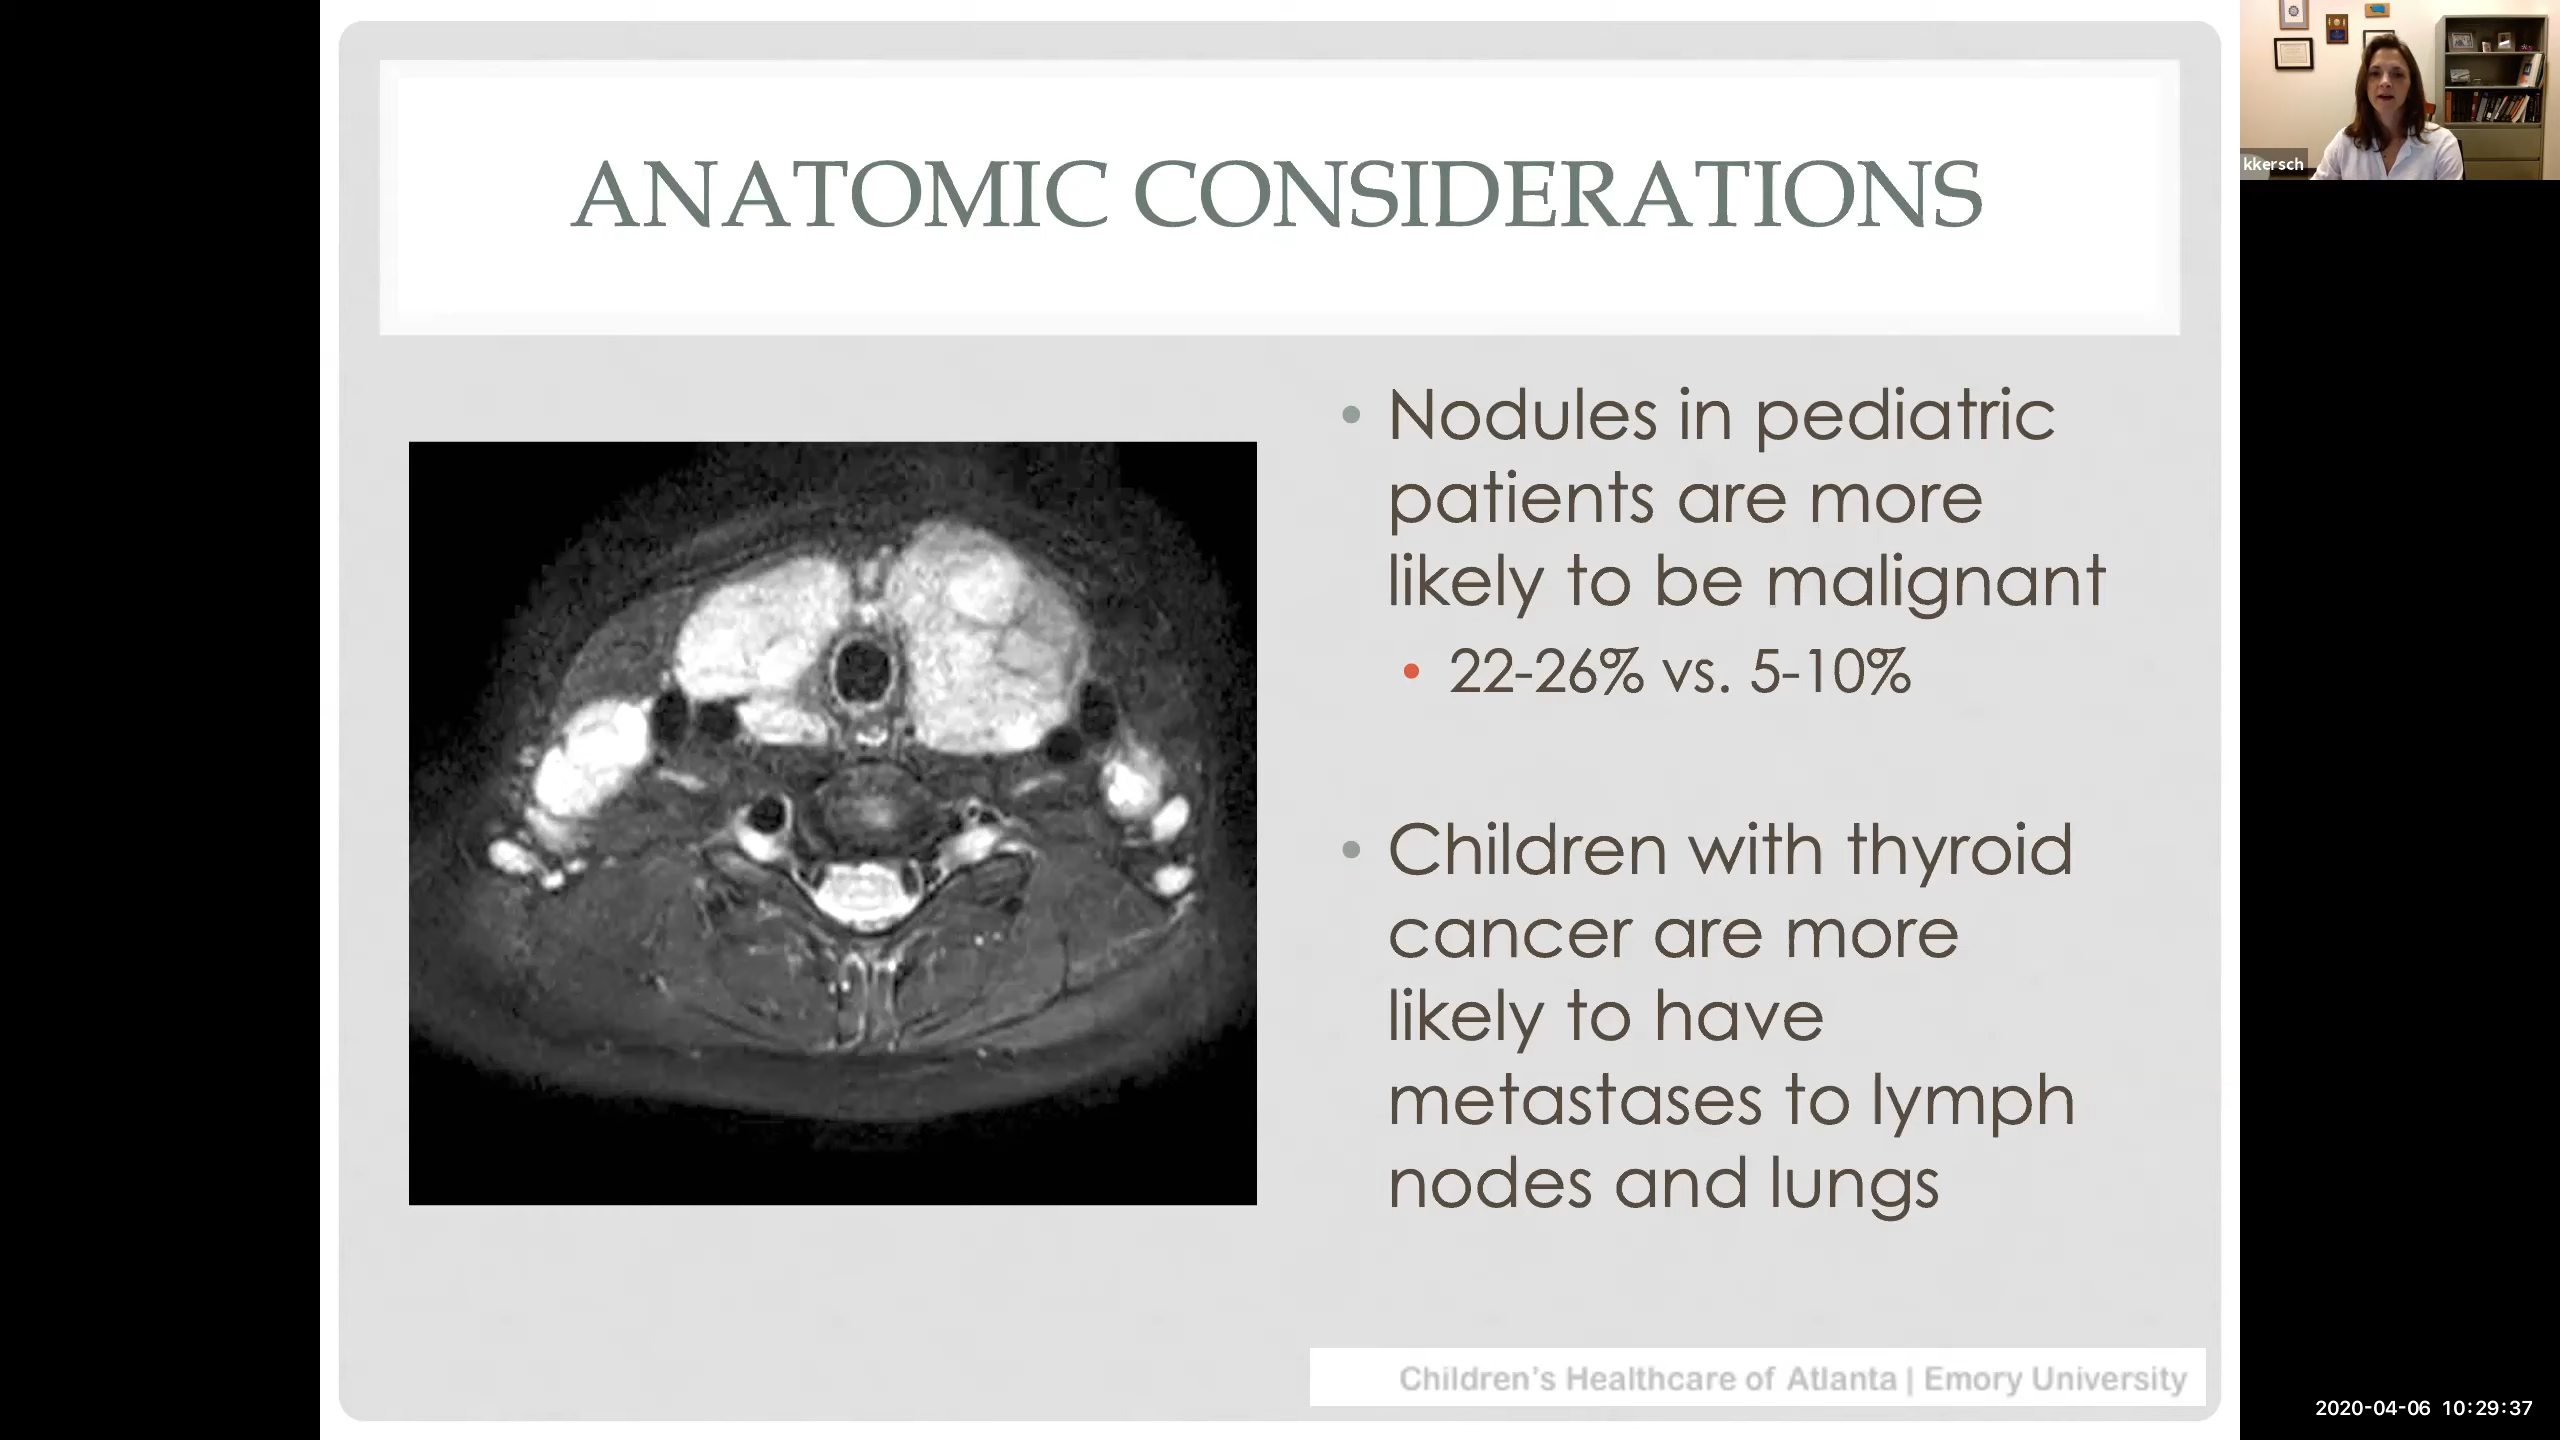 ANATOMIC CONSIDERATIONS
• Nodules in pediatric
patients are more
likely to be malignant
• 22-26% vs. 5-10%
• Children with thyroid
cancer are more
likely to have
metastases to lymph
nodes and lungs
Children's Healthcare of Atlanta | Emory University
kkersch
2020-04-06 10:29:37